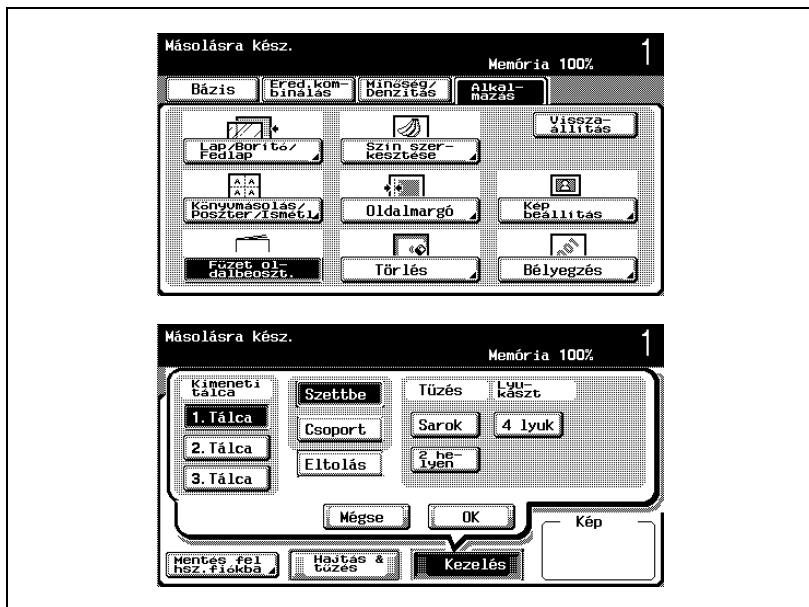 Másolásra kész.
Memória 100% 1
Bázis
Ered.kom-
binálás
Minőség/
Denzitás
Alkal-
mazás
Lap/Borító/
Fedlap
Szín szer-
kesztése
Vissza-
állítás
Könyvmásolás/
Poszter/Ismétl.
Oldalmargó
Kép
beállítás
Füzet ol-
dalbeoszt.
Törlés
Bélyegzés
Másolásra kész.
Memória 100% 1
Kimeneti
tálca
Szettbe
Tűzés
Lyu-
kaszt
1.Tálca
Csoport
Sarok
4 lyuk
2.Tálca
Eltolás
2 he-
lyen
3.Tálca
Mégse
OK
Kép
Mentés fel
hsz.fiókba
Hajtás &
tűzés
Kezelés